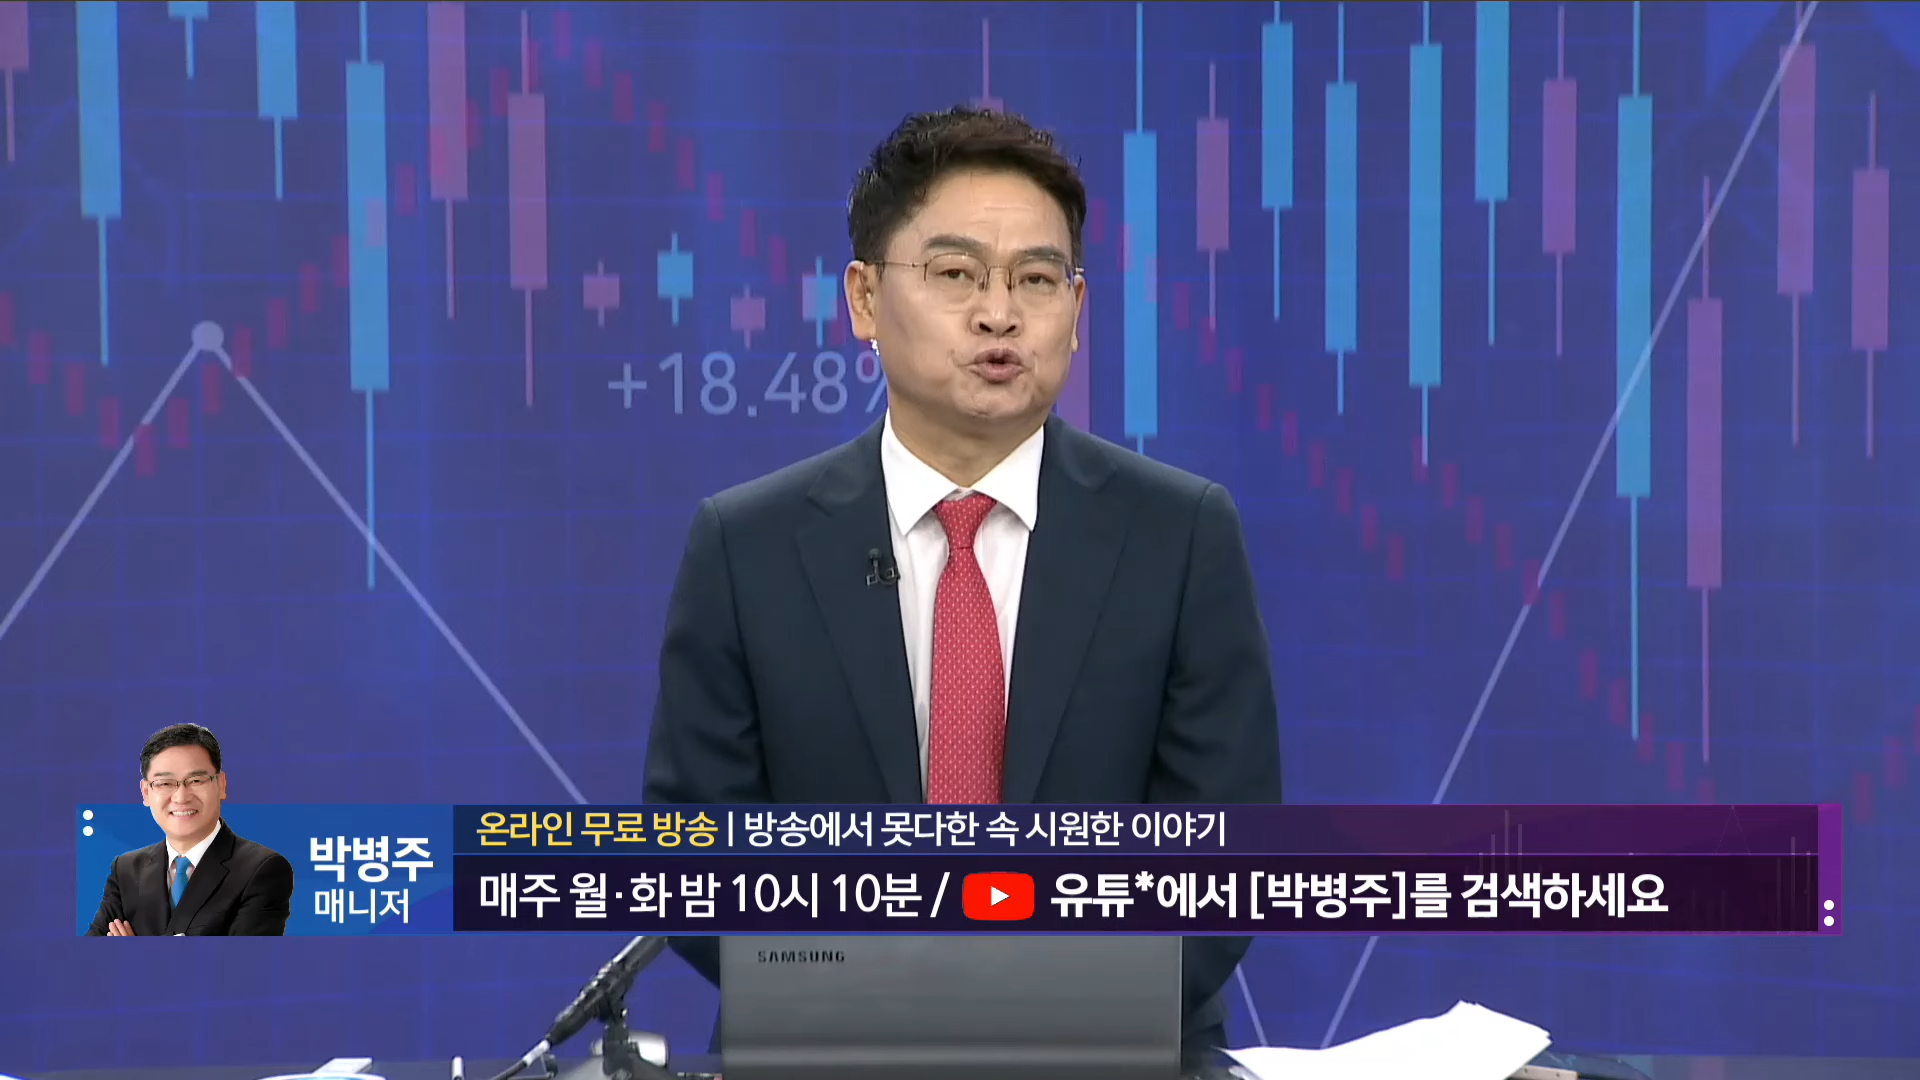 +18.48%
박병주
매니저
온라인 무료 방송 | 방송에서 못다한 속 시원한 이야기
매주 월·화 밤 10시 10분 / 유튜*에서 [박병주]를 검색하세요
SAMSUNG